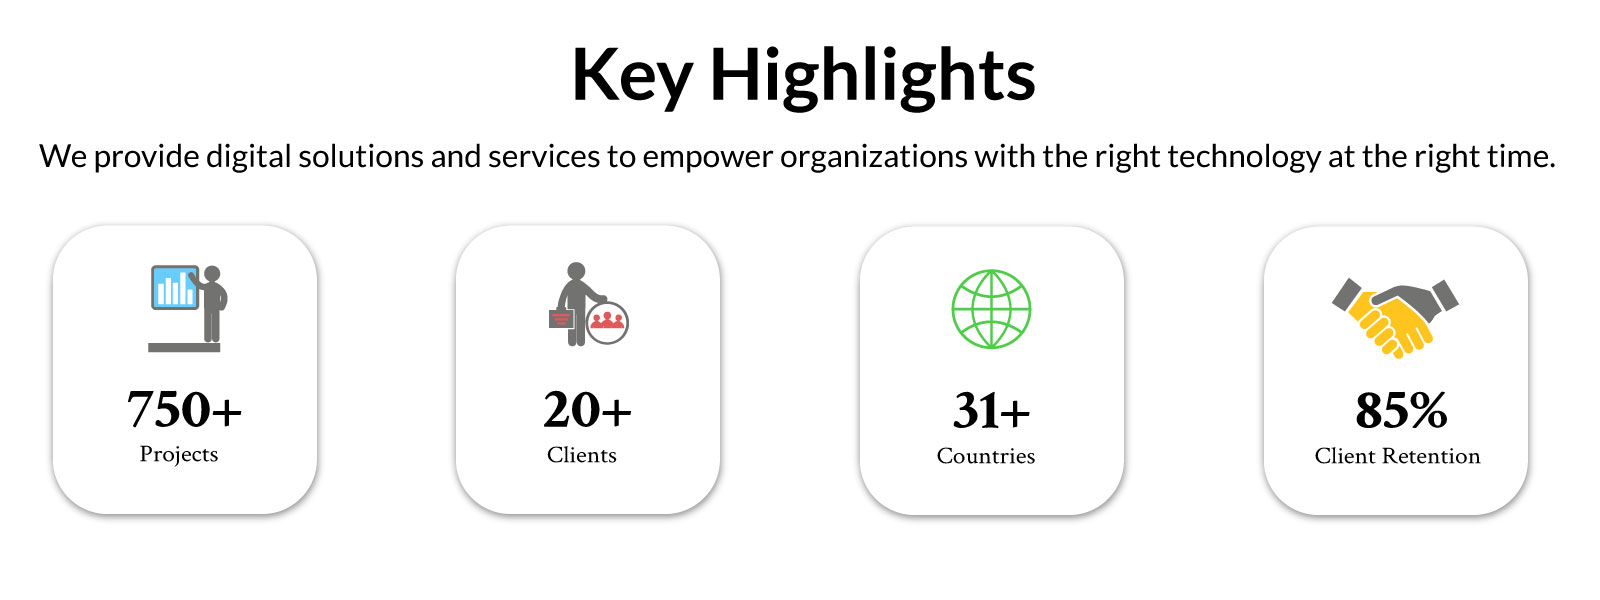 Key Highlights
We provide digital solutions and services to empower organizations with the right technology at the right time.
750+
Projects
20+
Clients
31+
Countries
85%
Client Retention